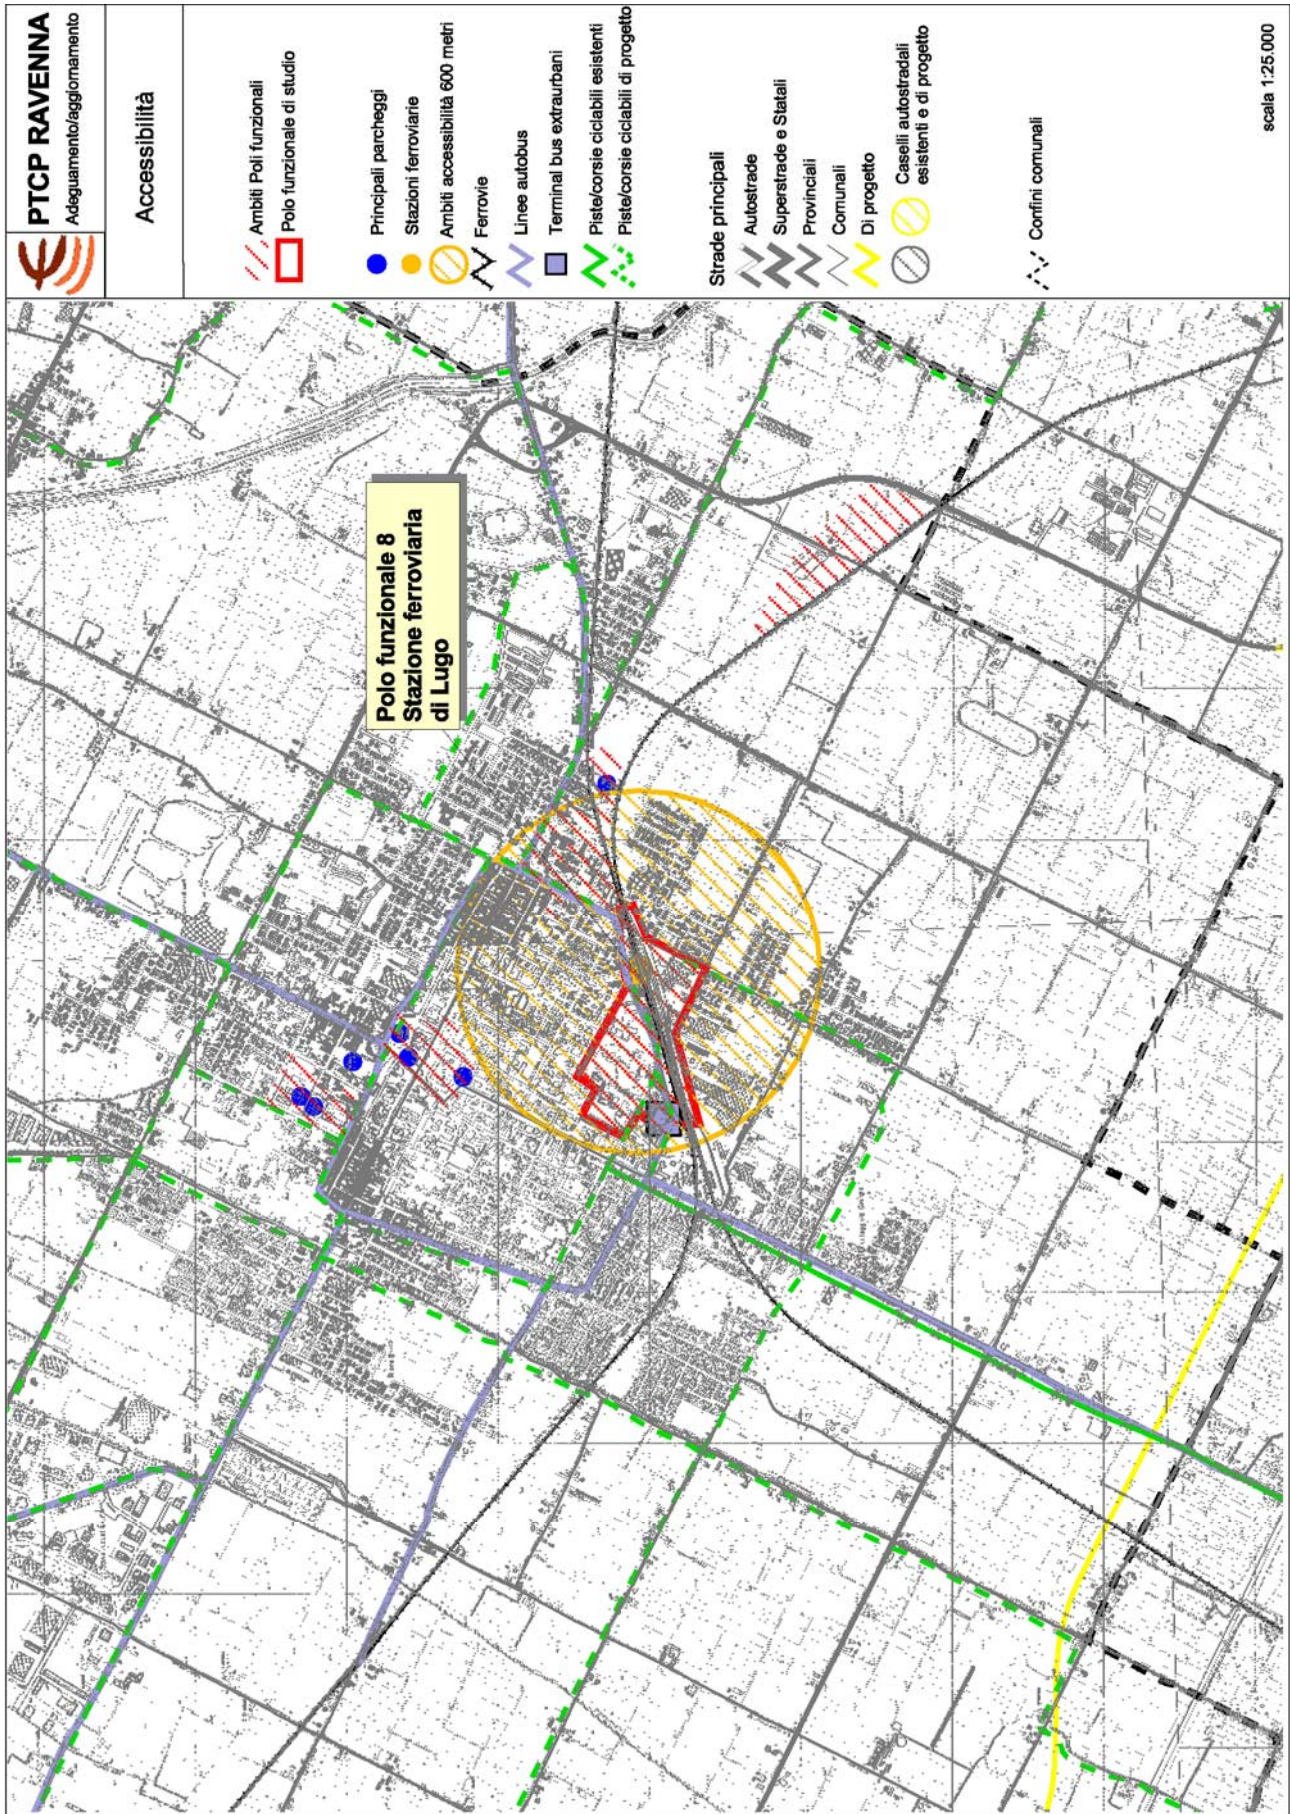 PTCP RAVENNA
Adeguamento/aggiornamento
Accessibilità
Ambiti Poli funzionali
Polo funzionale di studio
Principali parcheggi
Stazioni ferroviarie
Ambiti accessibilità 600 metri
Ferrovie
Linee autobus
Terminal bus extraurbani
Piste/corsie ciclabili esistenti
Piste/corsie ciclabili di progetto
Strade principali
Autostrade
Superstrade e Statali
Provinciali
Comunali
Di progetto
Caselli autostradali
esistenti e di progetto
Confini comunali
scala 1:25.000
Polo funzionale 8
Stazione ferroviaria
di Lugo